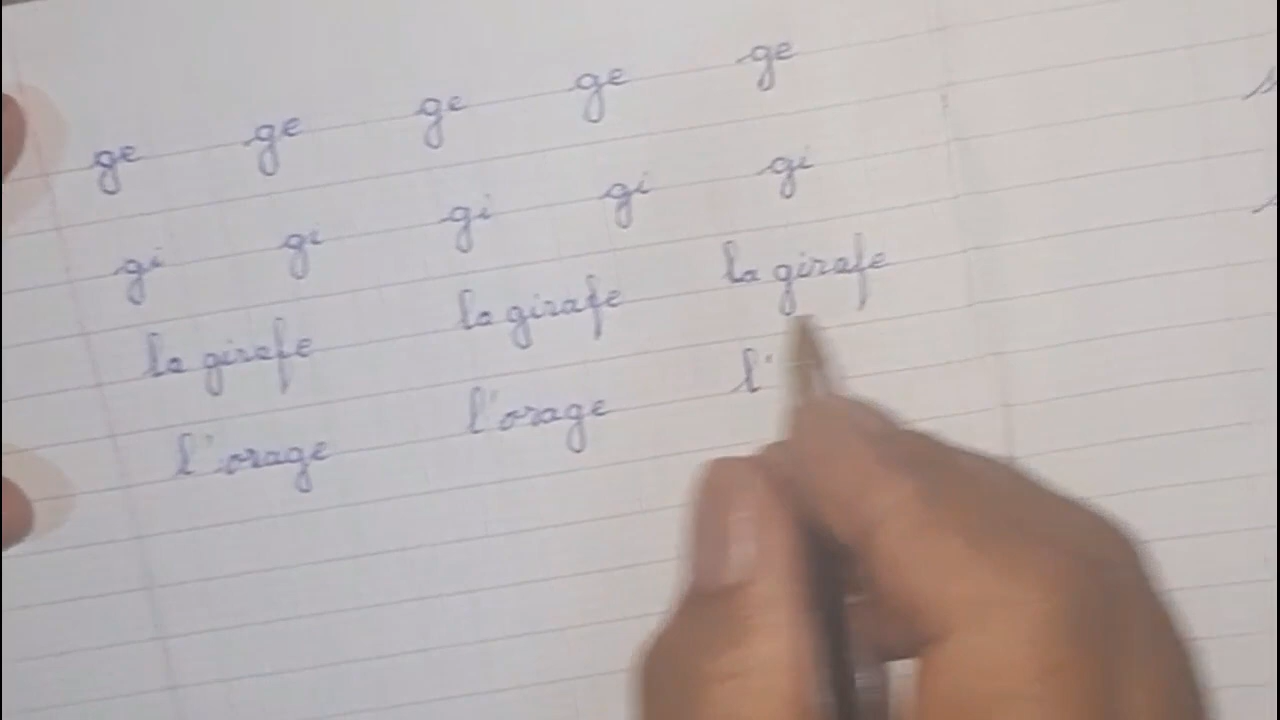 ge ge ge ge ge
gi gi gi gi gi
la girafe la girafe la girafe
l'orage l'orage l'